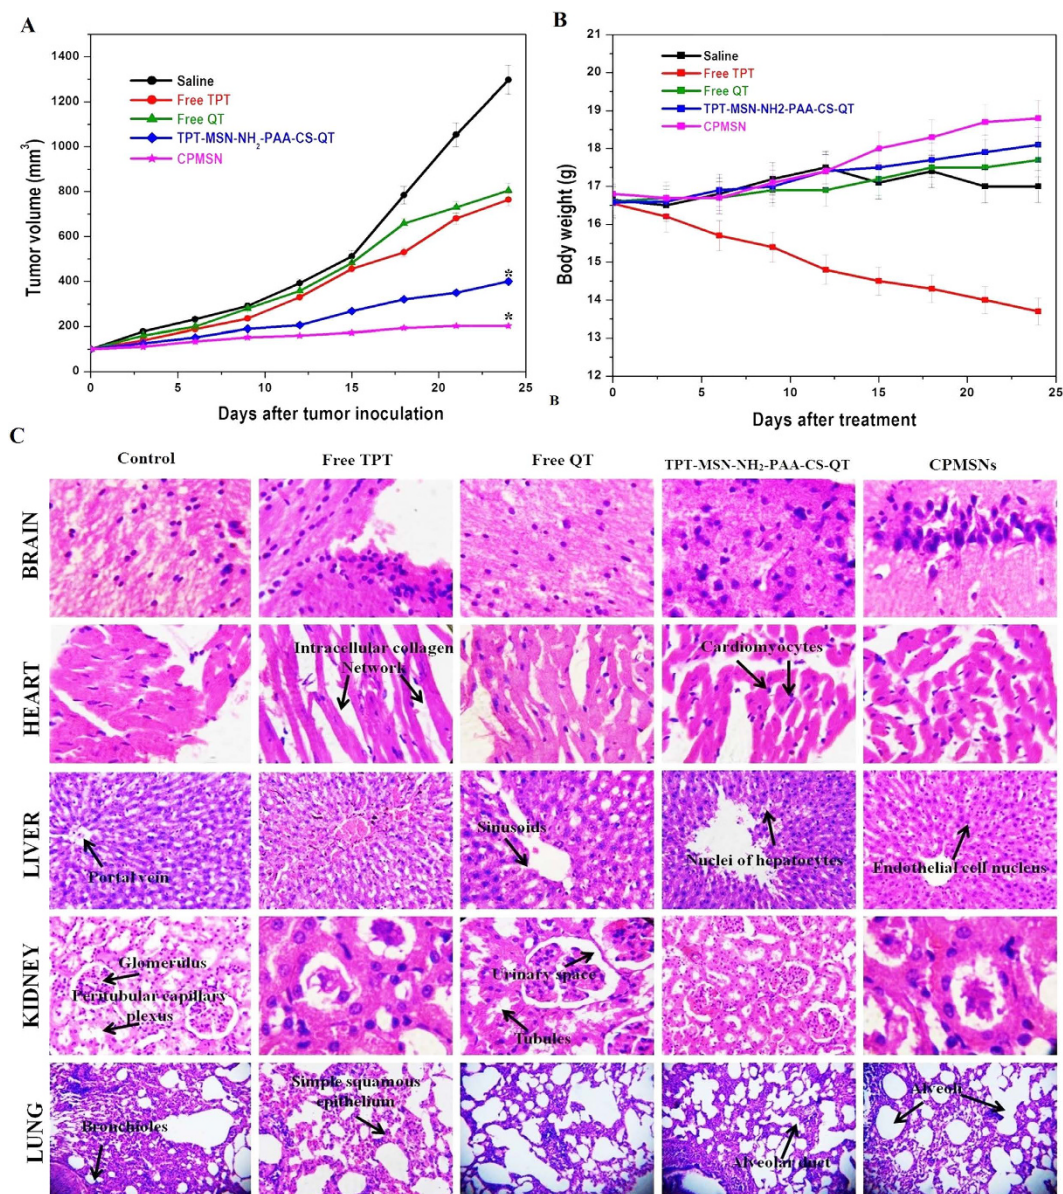 A
1400
1200
1000
800
600
400
200
0
Tumor volume (mm³)
Saline
Free TPT
Free QT
TPT-MSN-NH₂-PAA-CS-QT
CPMSN
*
*
0 5 10 15 20 25
Days after tumor inoculation
B
21
20
19
18
17
16
15
14
13
12
Body weight (g)
Saline
Free TPT
Free QT
TPT-MSN-NH2-PAA-CS-QT
CPMSN
0 5 10 15 20 25
Days after treatment
B
C
Control Free TPT Free QT TPT-MSN-NH₂-PAA-CS-QT CPMSNs
BRAIN
HEART
Intracellular collagen
Network
Cardiomyocytes
LIVER
Portal vein
Sinusoids
Nuclei of hepatocytes
Endothelial cell nucleus
KIDNEY
Glomerulus
Peritubular capillary
plexus
Urinary space
Tubules
LUNG
Bronchioles
Simple squamous
epithelium
Alveolar duct
Alveoli